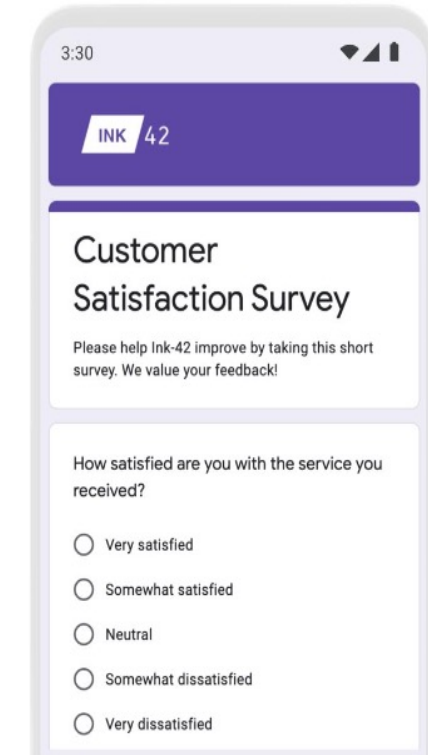 3:30
INK 42
Customer
Satisfaction Survey
Please help Ink-42 improve by taking this short
survey. We value your feedback!
How satisfied are you with the service you
received?
Very satisfied
Somewhat satisfied
Neutral
Somewhat dissatisfied
Very dissatisfied